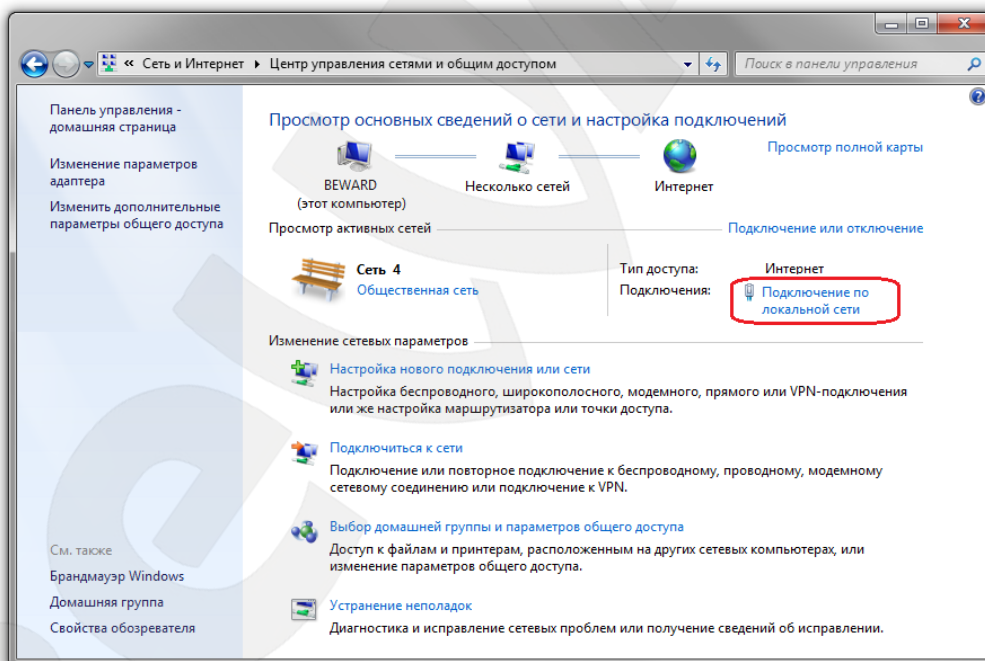 « Сеть и Интернет ▸ Центр управления сетями и общим доступом
Поиск в панели управления
Панель управления -
домашняя страница
Изменение параметров
адаптера
Изменить дополнительные
параметры общего доступа
См. также
Брандмауэр Windows
Домашняя группа
Свойства обозревателя
Просмотр основных сведений о сети и настройка подключений
Просмотр полной карты
BEWARD
(этот компьютер)
Несколько сетей
Интернет
Просмотр активных сетей
Подключение или отключение
Сеть 4
Общественная сеть
Тип доступа:
Интернет
Подключения:
Подключение по
локальной сети
Изменение сетевых параметров
Настройка нового подключения или сети
Настройка беспроводного, широкополосного, модемного, прямого или VPN-подключения
или же настройка маршрутизатора или точки доступа.
Подключиться к сети
Подключение или повторное подключение к беспроводному, проводному, модемному
сетевому соединению или подключение к VPN.
Выбор домашней группы и параметров общего доступа
Доступ к файлам и принтерам, расположенным на других сетевых компьютерах, или
изменение параметров общего доступа.
Устранение неполадок
Диагностика и исправление сетевых проблем или получение сведений об исправлении.